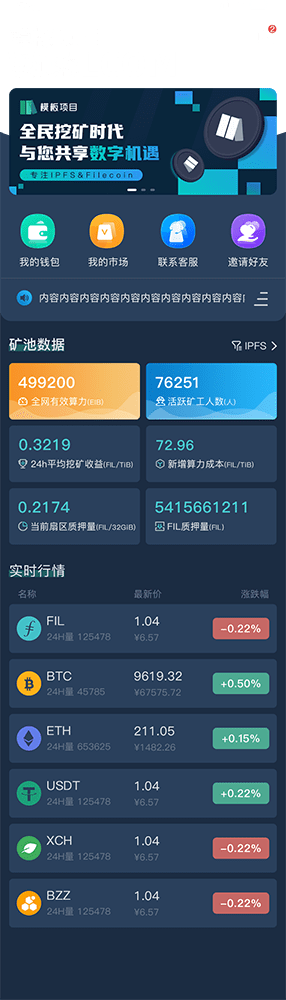 2
模板项目
全民挖矿时代
与您共享数字机遇
专注IPFS&Filecoin
我的钱包 我的市场 联系客服 邀请好友
内容内容内容内容内容内容内容内容内容内容
矿池数据 IPFS
499200 76251
全网有效算力(EIB) 活跃矿工人数(人)
0.3219 72.96
24h平均挖矿收益(FIL/TiB) 新增算力成本(FIL/TiB)
0.2174 5415661211
当前扇区质押量(FIL/32GiB) FIL质押量(FIL)
实时行情
名称 最新价 涨跌幅
FIL 1.04 -0.22%
24H量 125478 ¥6.57
BTC 9619.32 +0.50%
24H量 45785 ¥67575.72
ETH 211.05 +0.15%
24H量 653625 ¥1482.26
USDT 1.04 +0.22%
24H量 125478 ¥6.57
XCH 1.04 -0.22%
24H量 125478 ¥6.57
BZZ 1.04 -0.22%
24H量 125478 ¥6.57